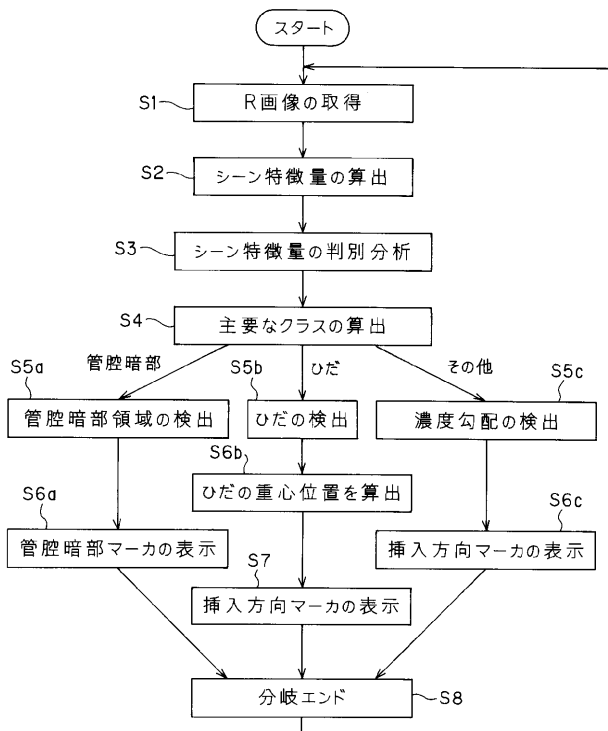 スタート
S1
R画像の取得
S2
シーン特徴量の算出
S3
シーン特徴量の判別分析
S4
主要なクラスの算出
管腔暗部
ひだ
その他
S5a
管腔暗部領域の検出
S5b
ひだの検出
S5c
濃度勾配の検出
S6b
ひだの重心位置を算出
S6a
管腔暗部マーカの表示
S6c
挿入方向マーカの表示
S7
挿入方向マーカの表示
分岐エンド
S8